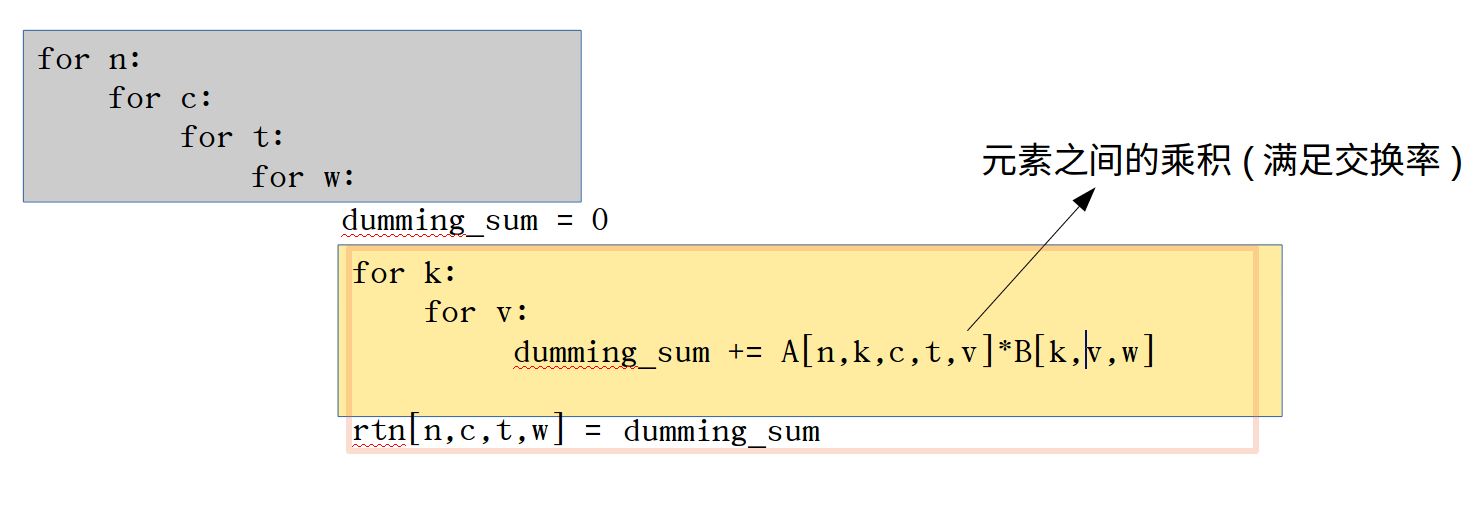 for n:
for c:
for t:
for w:
元素之间的乘积 ( 满足交换率 )
dumming_sum = 0
for k:
for v:
dumming_sum += A[n,k,c,t,v]*B[k,v,w]
rtn[n,c,t,w] = dumming_sum